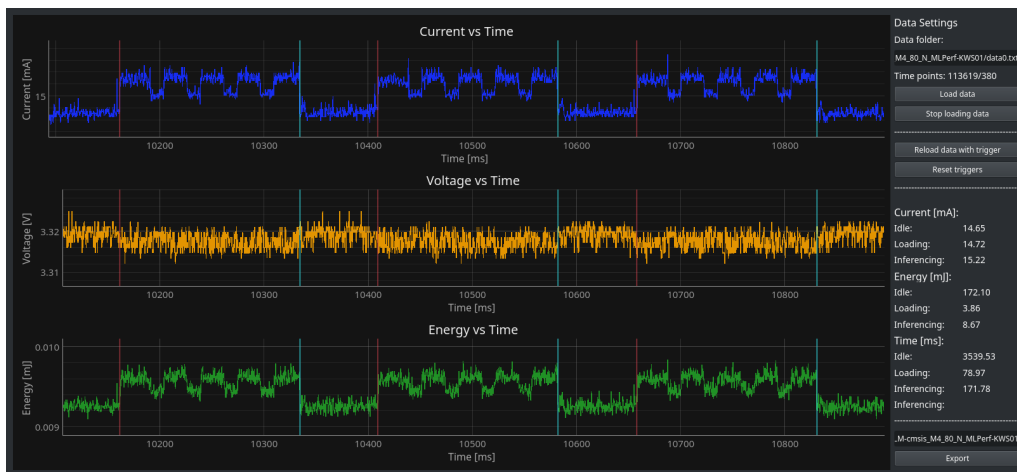 Current vs Time
Current [mA]
15
10200
10300
10400
10500
10600
10700
10800
Time [ms]
Voltage vs Time
Voltage [V]
3.32
3.31
10200
10300
10400
10500
10600
10700
10800
Time [ms]
Energy vs Time
Energy [mJ]
0.010
0.009
10200
10300
10400
10500
10600
10700
10800
Time [ms]
Data Settings
Data folder:
M4_80_N_MLPerf-KWS01/data0.txt
Time points: 113619/380
Load data
Stop loading data
Reload data with trigger
Reset triggers
Current [mA]:
Idle: 14.65
Loading: 14.72
Inferencing: 15.22
Energy [mJ]:
Idle: 172.10
Loading: 3.86
Inferencing: 8.67
Time [ms]:
Idle: 3539.53
Loading: 78.97
Inferencing: 171.78
Inferencing:
.M-cmsis_M4_80_N_MLPerf-KWS01
Export